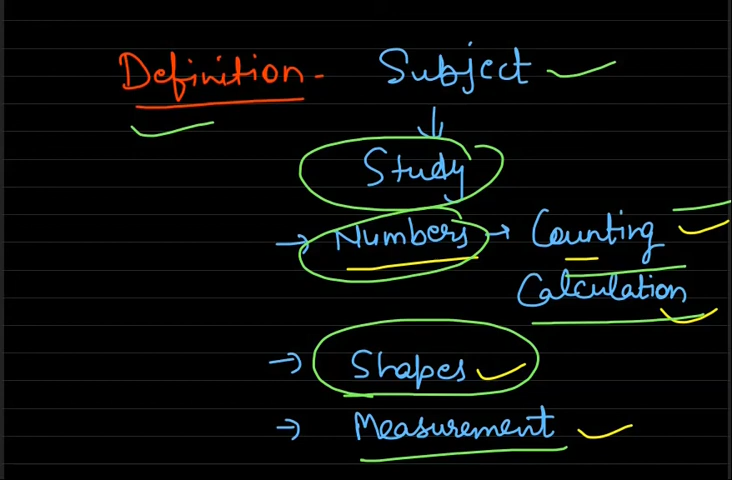 Definition - Subject
↓
Study
→ Numbers → Counting
Calculation
→ Shapes
→ Measurement